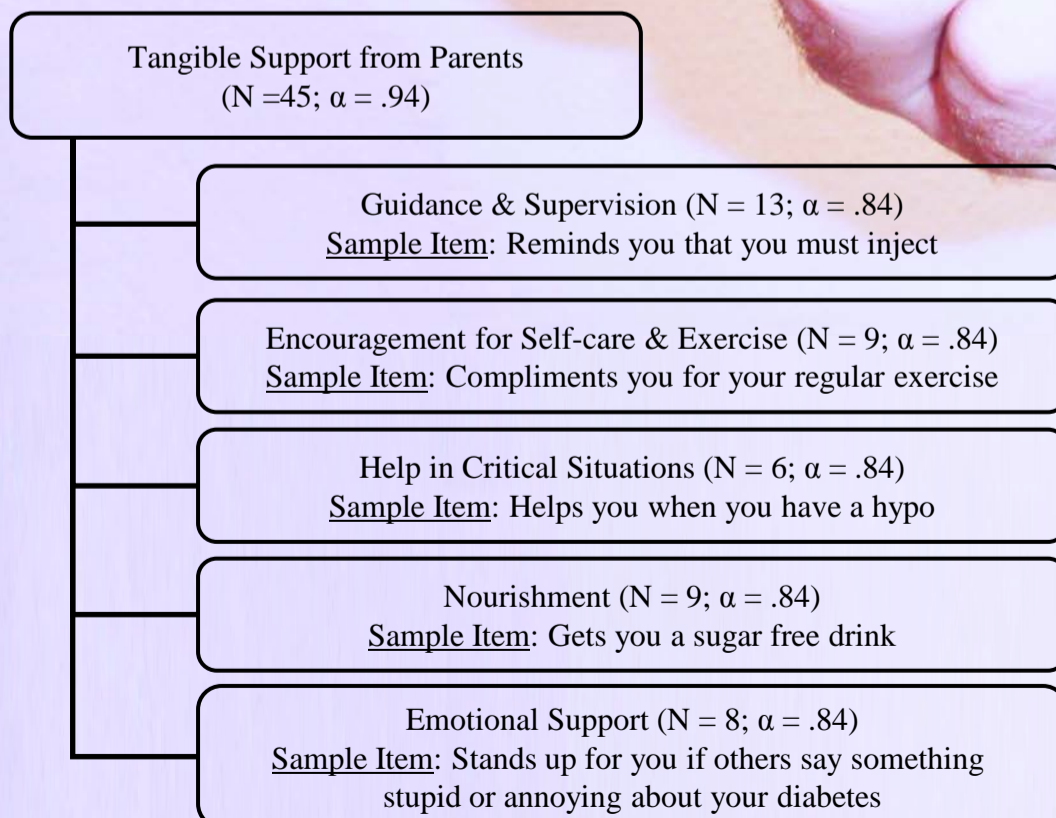 Tangible Support from Parents
(N =45; α = .94)
Guidance & Supervision (N = 13; α = .84)
Sample Item: Reminds you that you must inject
Encouragement for Self-care & Exercise (N = 9; α = .84)
Sample Item: Compliments you for your regular exercise
Help in Critical Situations (N = 6; α = .84)
Sample Item: Helps you when you have a hypo
Nourishment (N = 9; α = .84)
Sample Item: Gets you a sugar free drink
Emotional Support (N = 8; α = .84)
Sample Item: Stands up for you if others say something
stupid or annoying about your diabetes